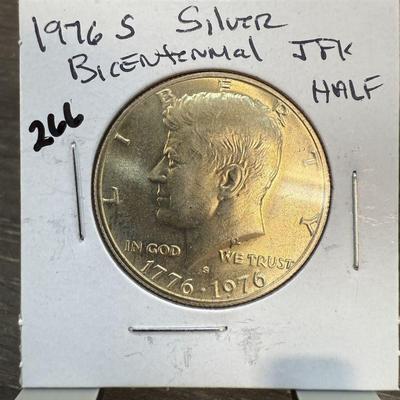 1976 S Silver
Bicentennial JFK
HALF
266
LIBERTY
IN GOD WE TRUST
S
1776 · 1976